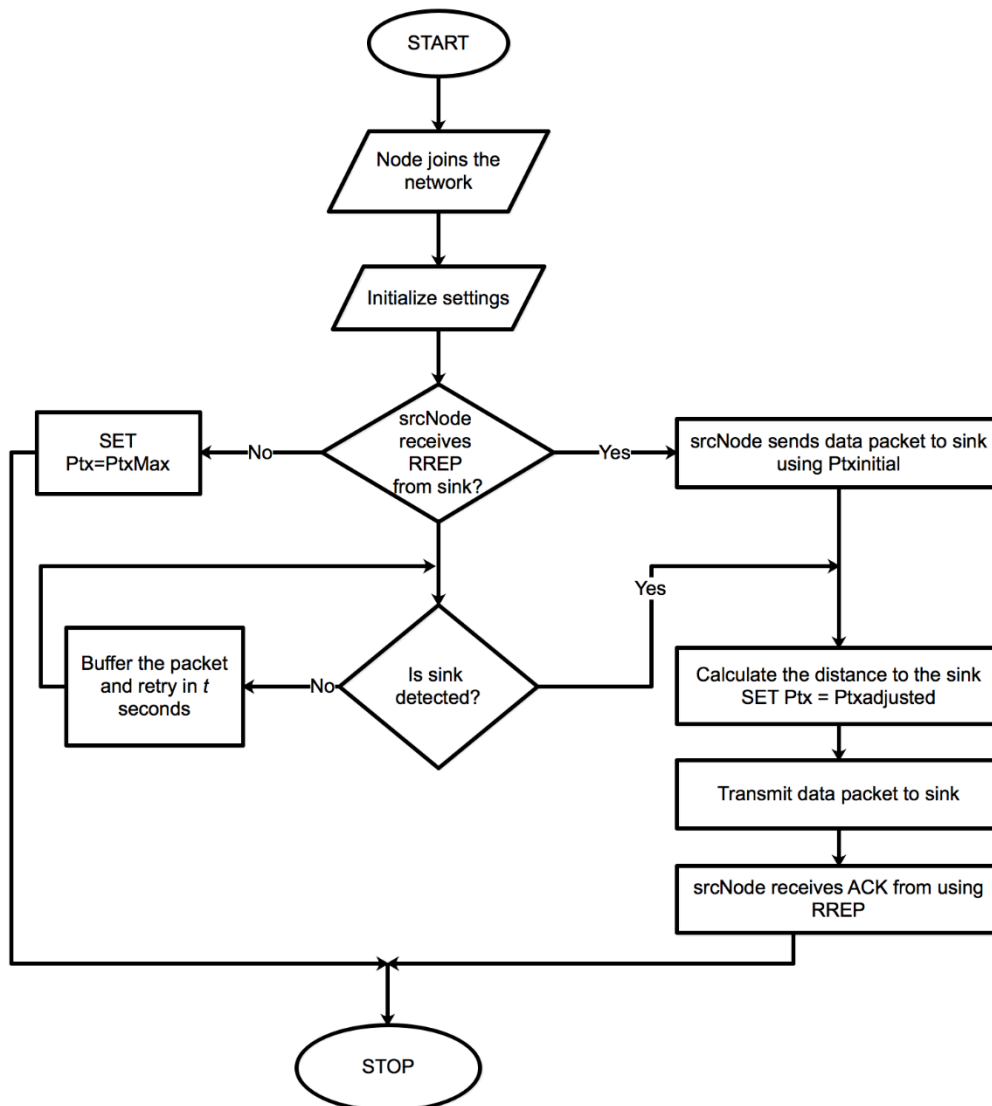 START
Node joins the
network
Initialize settings
srcNode
receives
RREP
from sink?
No
Yes
SET
Ptx=PtxMax
srcNode sends data packet to sink
using Ptxinitial
Yes
Buffer the packet
and retry in t
seconds
No
Is sink
detected?
Calculate the distance to the sink
SET Ptx = Ptxadjusted
Transmit data packet to sink
srcNode receives ACK from using
RREP
STOP